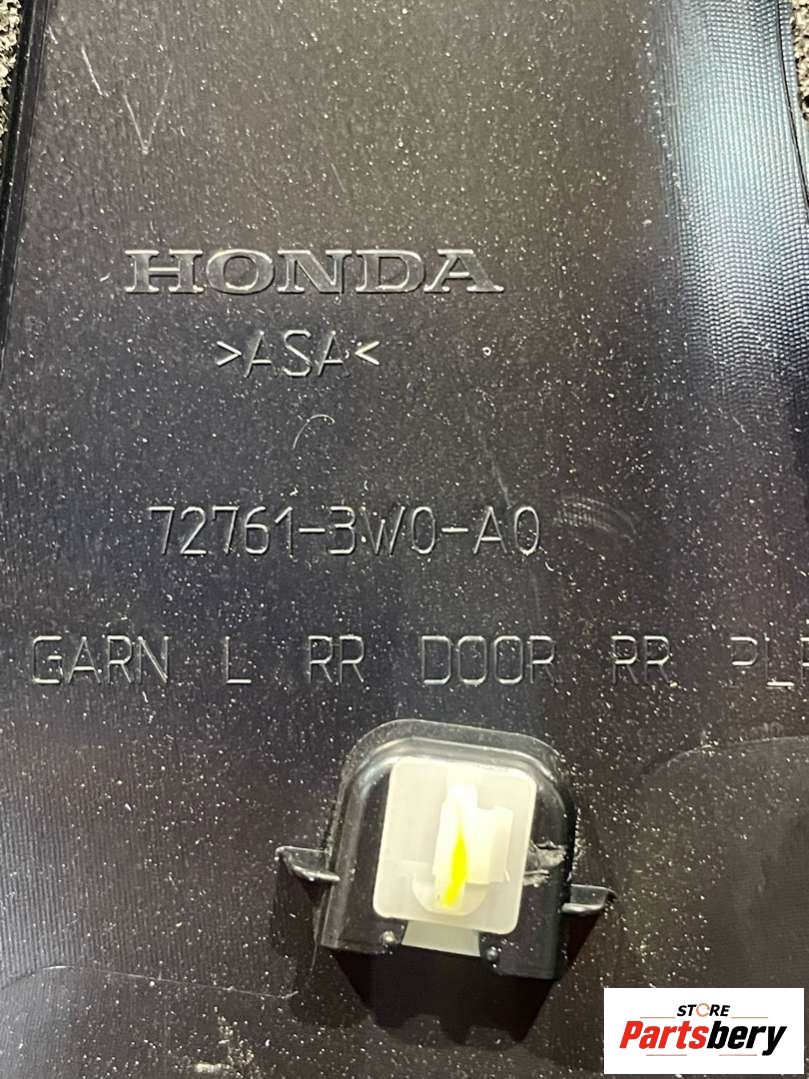 HONDA
>ASA<
72761-3W0-A0
GARN L RR DOOR RR
STORE
Partsbery